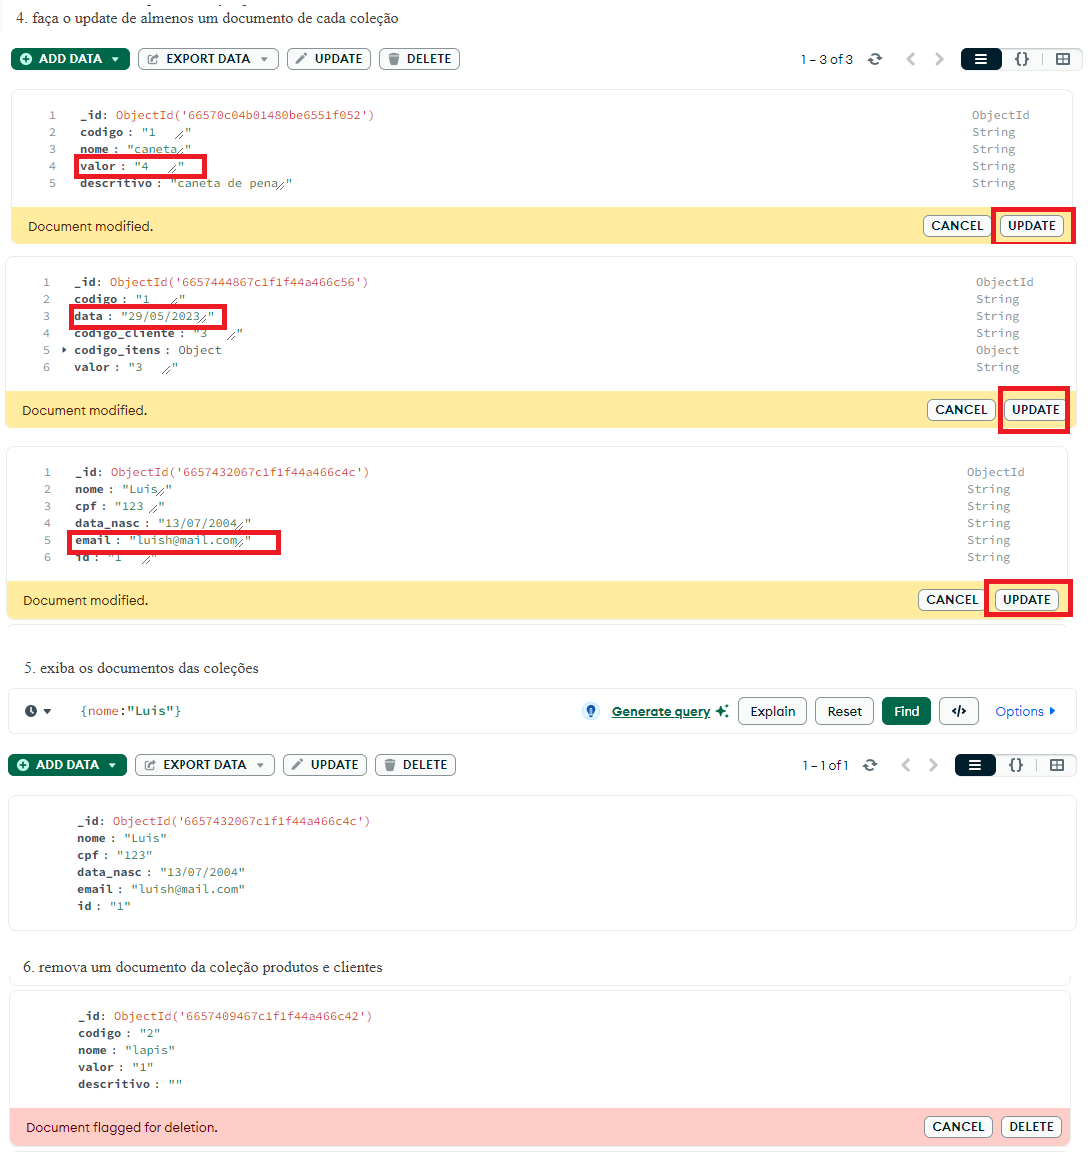 4. faça o update de almenos um documento de cada coleção
ADD DATA EXPORT DATA UPDATE DELETE 1 – 3 of 3 {}
1 _id: ObjectId('66570c04b01480be6551f052') ObjectId
2 codigo : "1" String
3 nome : "caneta" String
4 valor : "4" String
5 descritivo : "caneta de pena" String
Document modified. CANCEL UPDATE
1 _id: ObjectId('6657444867c1f1f44a466c56') ObjectId
2 codigo : "1" String
3 data : "29/05/2023" String
4 codigo_cliente : "3" String
5 codigo_itens : Object Object
6 valor : "3" String
Document modified. CANCEL UPDATE
1 _id: ObjectId('6657432067c1f1f44a466c4c') ObjectId
2 nome : "Luis" String
3 cpf : "123" String
4 data_nasc : "13/07/2004" String
5 email : "luish@mail.com" String
6 id : "1" String
Document modified. CANCEL UPDATE
5. exiba os documentos das coleções
{nome:"Luis"} Generate query Explain Reset Find </> Options
ADD DATA EXPORT DATA UPDATE DELETE 1 – 1 of 1 {}
_id: ObjectId('6657432067c1f1f44a466c4c')
nome : "Luis"
cpf : "123"
data_nasc : "13/07/2004"
email : "luish@mail.com"
id : "1"
6. remova um documento da coleção produtos e clientes
_id: ObjectId('6657409467c1f1f44a466c42')
codigo : "2"
nome : "lapis"
valor : "1"
descritivo : ""
Document flagged for deletion. CANCEL DELETE